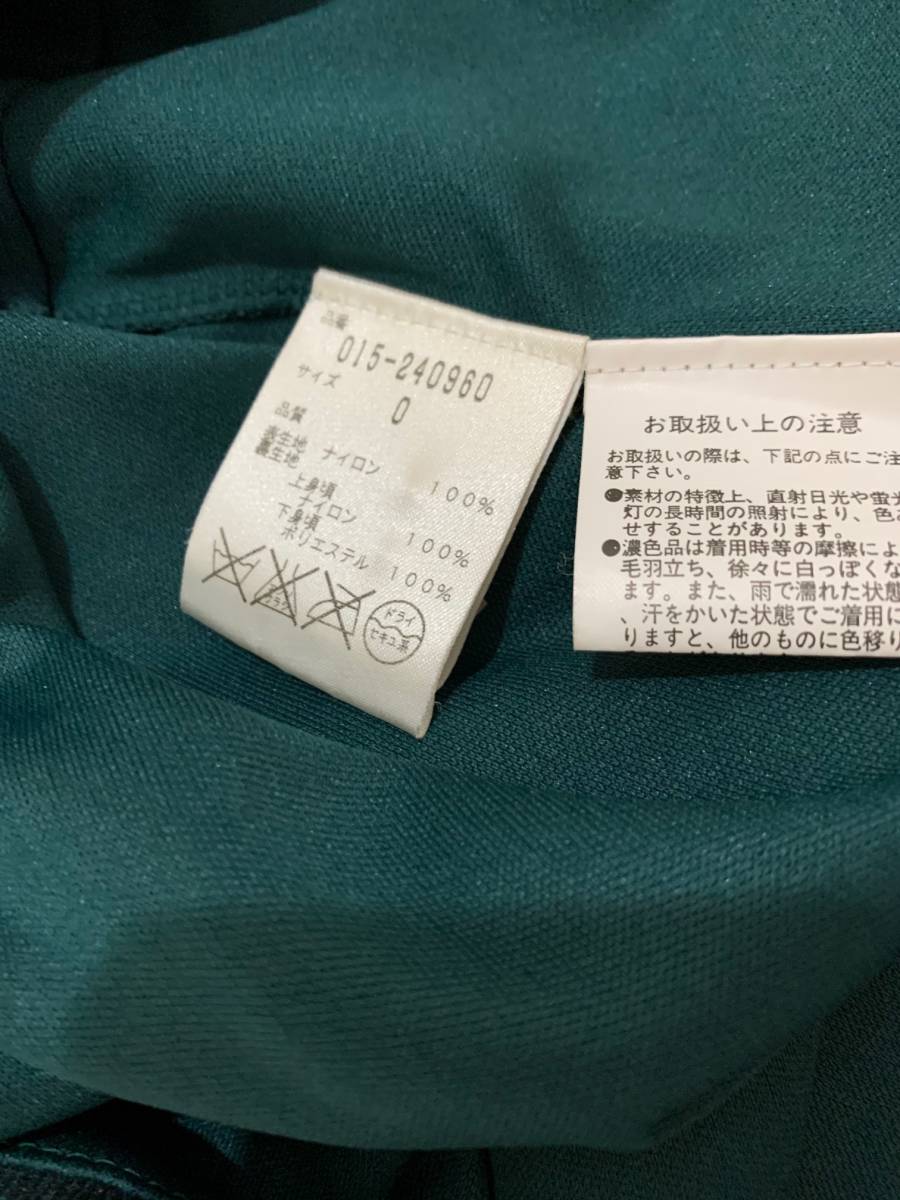 品番
015-240960
サイズ
0
品質
表生地 ナイロン 100%
裏生地
上身頃
ナイロン 100%
下身頃
ポリエステル 100%
ドライ
セキユ系
お取扱い上の注意
お取扱いの際は、下記の点にご注
意下さい。
●素材の特徴上、直射日光や蛍光
灯の長時間の照射により、色あ
せすることがあります。
●濃色品は着用時等の摩擦によ
毛羽立ち、徐々に白っぽくな
ます。また、雨で濡れた状態
、汗をかいた状態でご着用に
りますと、他のものに色移り